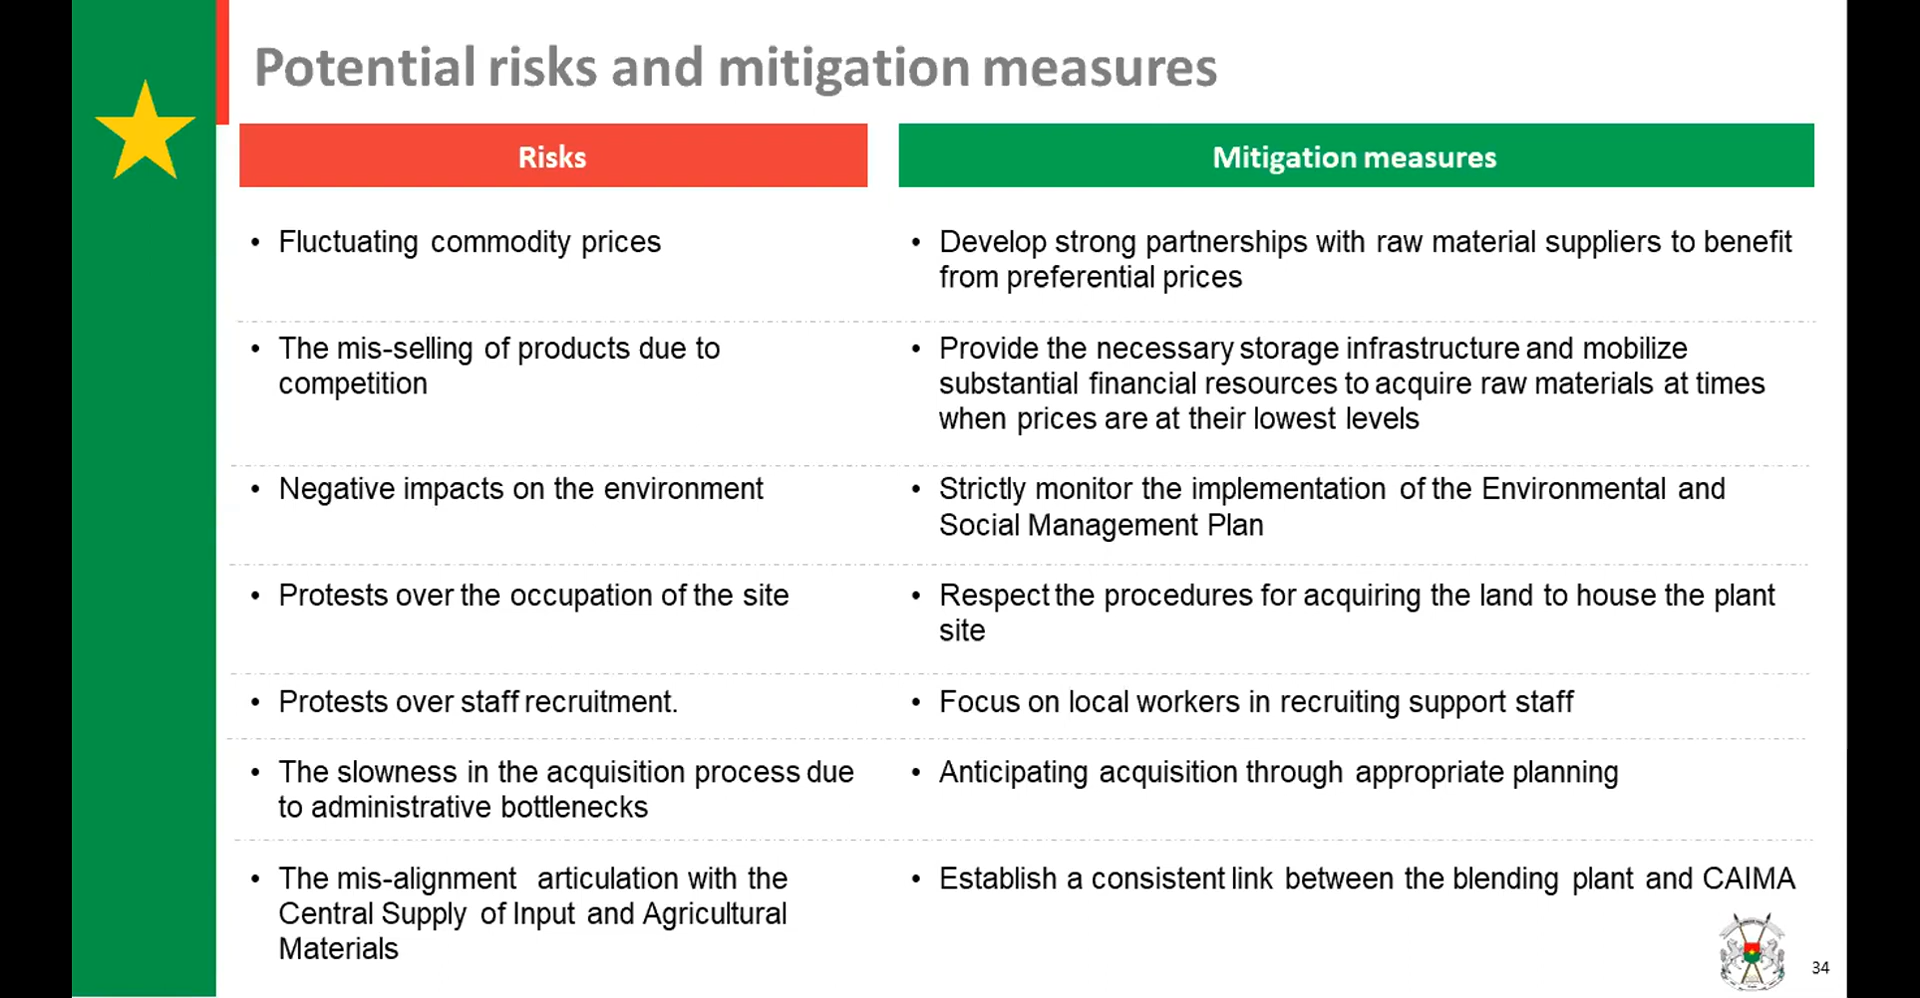 Potential risks and mitigation measures
Risks
Mitigation measures
• Fluctuating commodity prices
• Develop strong partnerships with raw material suppliers to benefit
from preferential prices
• The mis-selling of products due to
competition
• Provide the necessary storage infrastructure and mobilize
substantial financial resources to acquire raw materials at times
when prices are at their lowest levels
• Negative impacts on the environment
• Strictly monitor the implementation of the Environmental and
Social Management Plan
• Protests over the occupation of the site
• Respect the procedures for acquiring the land to house the plant
site
• Protests over staff recruitment.
• Focus on local workers in recruiting support staff
• The slowness in the acquisition process due
to administrative bottlenecks
• Anticipating acquisition through appropriate planning
• The mis-alignment articulation with the
Central Supply of Input and Agricultural
Materials
• Establish a consistent link between the blending plant and CAIMA
34